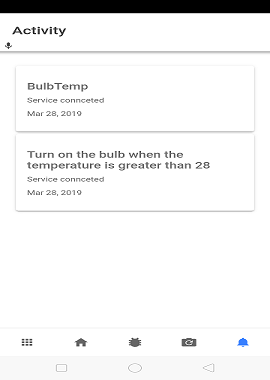 Activity
BulbTemp
Service connceted
Mar 28, 2019
Turn on the bulb when the
temperature is greater than 28
Service connceted
Mar 28, 2019